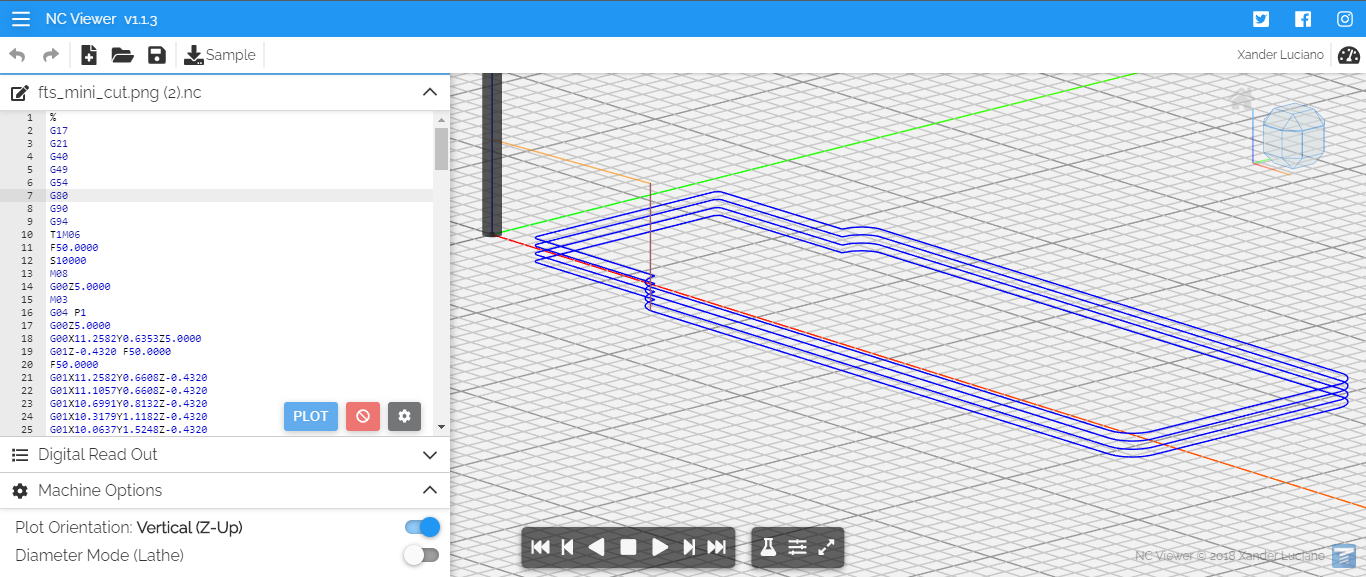 NC Viewer v1.1.3
Sample
Xander Luciano
fts_mini_cut.png (2).nc
1 %
2 G17
3 G21
4 G40
5 G49
6 G54
7 G80
8 G90
9 G94
10 T1M06
11 F50.0000
12 S10000
13 M08
14 G00Z5.0000
15 M03
16 G04 P1
17 G00Z5.0000
18 G00X11.2582Y0.6353Z5.0000
19 G01Z-0.4320 F50.0000
20 F50.0000
21 G01X11.2582Y0.6608Z-0.4320
22 G01X11.1057Y0.6608Z-0.4320
23 G01X10.6991Y0.8132Z-0.4320
24 G01X10.3179Y1.1182Z-0.4320
25 G01X10.0637Y1.5248Z-0.4320
PLOT
Digital Read Out
Machine Options
Plot Orientation: Vertical (Z-Up)
Diameter Mode (Lathe)
NC Viewer © 2018 Xander Luciano